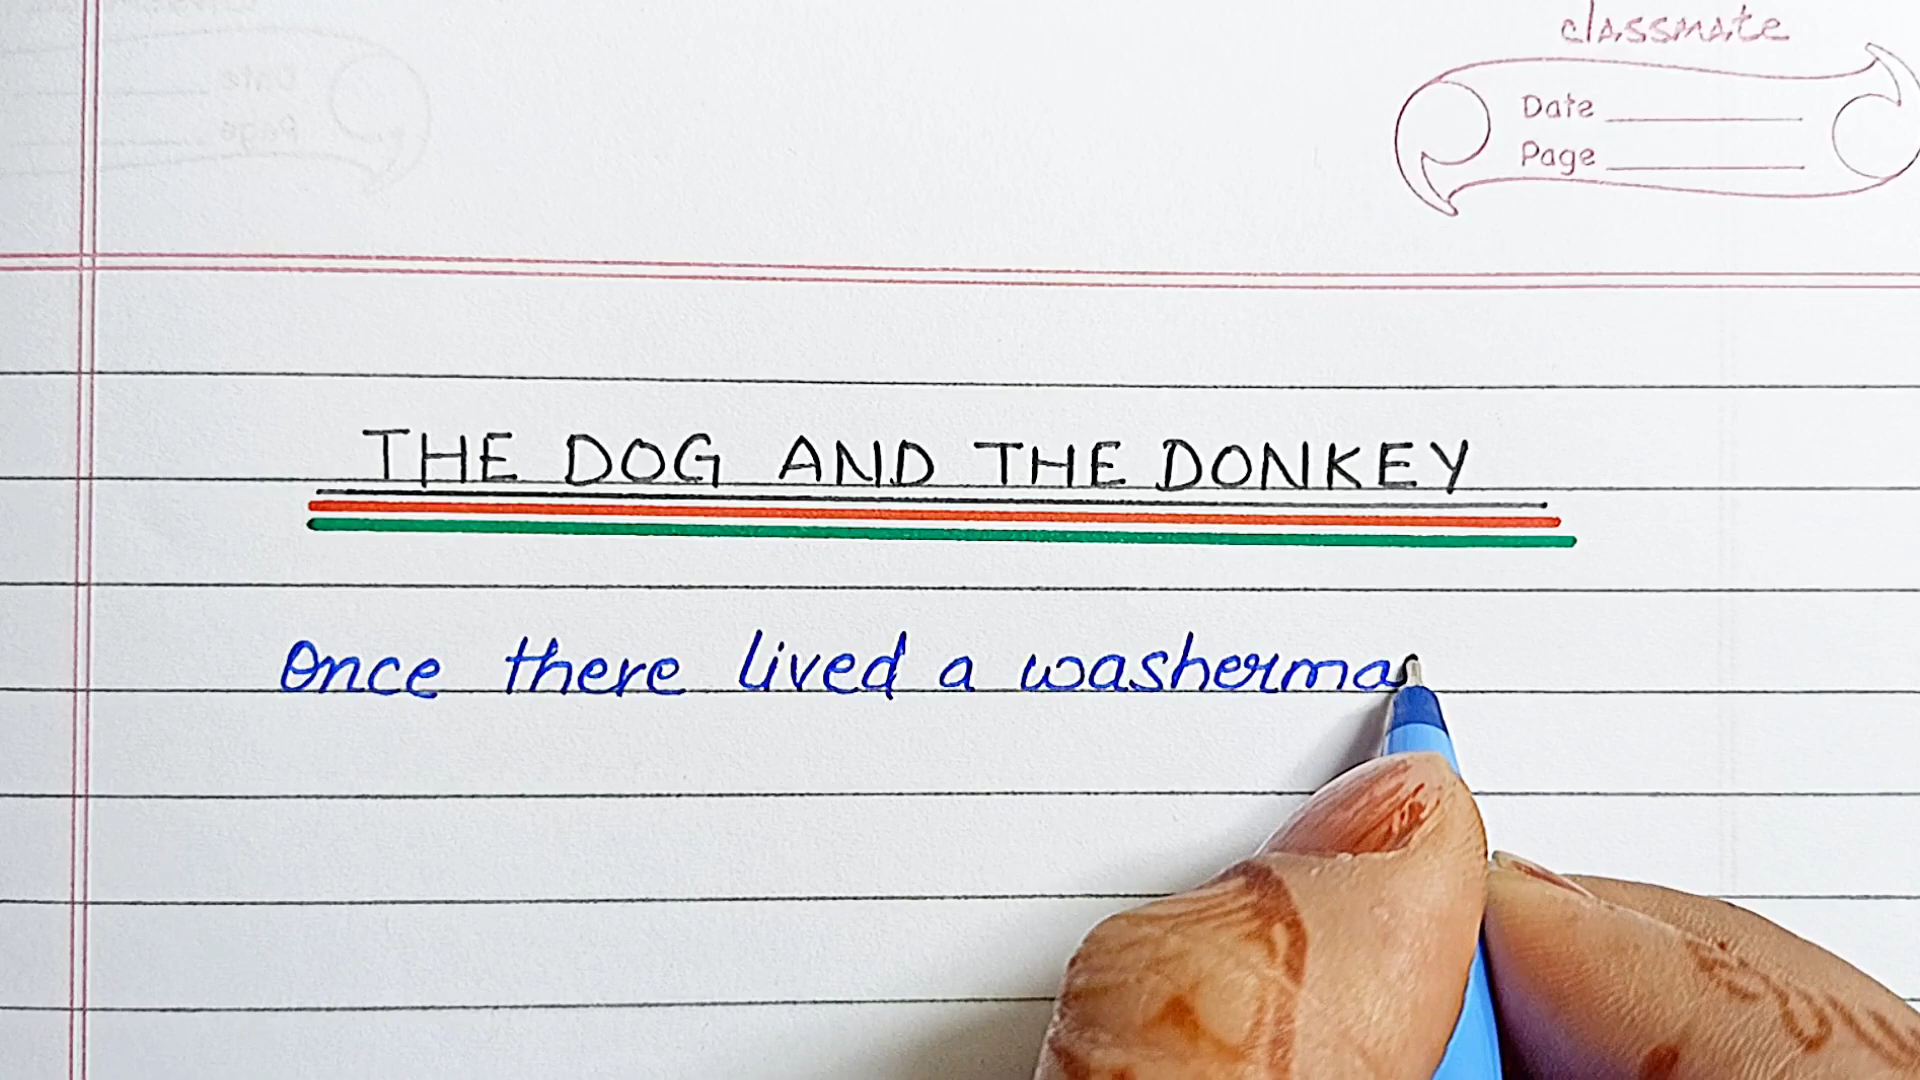 classmate
Date
Page
THE DOG AND THE DONKEY
Once there lived a washerma